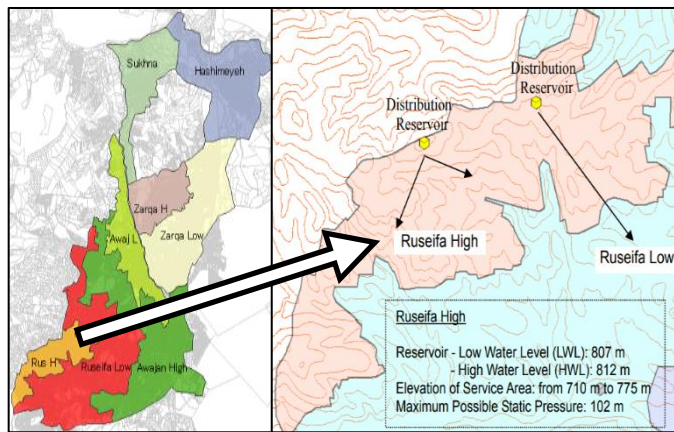 Sukhna
Hashimeyeh
Zarqa H
Awaj L
Zarqa Low
Rus H
Ruseifa Low
Awajan High
Distribution
Reservoir
Distribution
Reservoir
Ruseifa High
Ruseifa Low
Ruseifa High
Reservoir - Low Water Level (LWL): 807 m
- High Water Level (HWL): 812 m
Elevation of Service Area: from 710 m to 775 m
Maximum Possible Static Pressure: 102 m